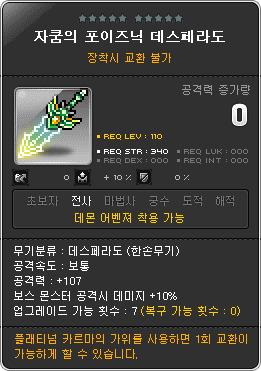 자쿰의 포이즈닉 데스페라도
장착시 교환 불가
공격력 증가량
0
REQ LEV : 110
REQ STR : 340 REQ LUK : 000
REQ DEX : 000 REQ INT : 000
0 + 10 % 0 %
초보자 전사 마법사 궁수 도적 해적
데몬 어벤져 착용 가능
무기분류 : 데스페라도 (한손무기)
공격속도 : 보통
공격력 : +107
보스 몬스터 공격시 데미지 +10%
업그레이드 가능 횟수 : 7 (복구 가능 횟수 : 0)
플래티넘 카르마의 가위를 사용하면 1회 교환이
가능하게 할 수 있습니다.